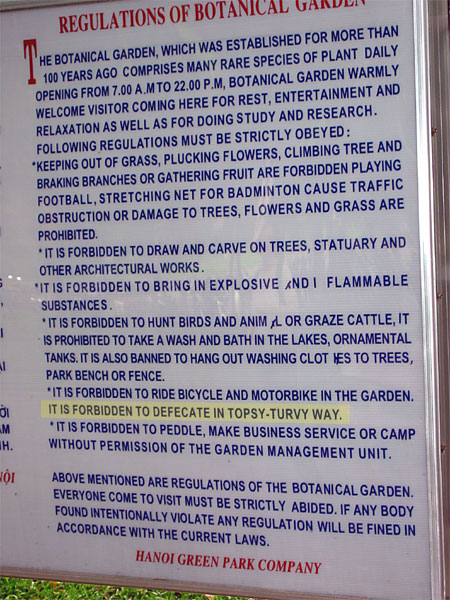 REGULATIONS OF BOTANICAL GARDEN
THE BOTANICAL GARDEN, WHICH WAS ESTABLISHED FOR MORE THAN
100 YEARS AGO COMPRISES MANY RARE SPECIES OF PLANT DAILY
OPENING FROM 7.00 A.M TO 22.00 P.M, BOTANICAL GARDEN WARMLY
WELCOME VISITOR COMING HERE FOR REST, ENTERTAINMENT AND
RELAXATION AS WELL AS FOR DOING STUDY AND RESEARCH.
FOLLOWING REGULATIONS MUST BE STRICTLY OBEYED:
*KEEPING OUT OF GRASS, PLUCKING FLOWERS, CLIMBING TREE AND
BRAKING BRANCHES OR GATHERING FRUIT ARE FORBIDDEN PLAYING
FOOTBALL, STRETCHING NET FOR BADMINTON CAUSE TRAFFIC
OBSTRUCTION OR DAMAGE TO TREES, FLOWERS AND GRASS ARE
PROHIBITED.
* IT IS FORBIDDEN TO DRAW AND CARVE ON TREES, STATUARY AND
OTHER ARCHITECTURAL WORKS.
*IT IS FORBIDDEN TO BRING IN EXPLOSIVE AND FLAMMABLE
SUBSTANCES.
* IT IS FORBIDDEN TO HUNT BIRDS AND ANIMAL OR GRAZE CATTLE, IT
IS PROHIBITED TO TAKE A WASH AND BATH IN THE LAKES, ORNAMENTAL
TANKS. IT IS ALSO BANNED TO HANG OUT WASHING CLOTHES TO TREES,
PARK BENCH OR FENCE.
*IT IS FORBIDDEN TO RIDE BICYCLE AND MOTORBIKE IN THE GARDEN.
IT IS FORBIDDEN TO DEFECATE IN TOPSY-TURVY WAY.
* IT IS FORBIDDEN TO PEDDLE, MAKE BUSINESS SERVICE OR CAMP
WITHOUT PERMISSION OF THE GARDEN MANAGEMENT UNIT.
ABOVE MENTIONED ARE REGULATIONS OF THE BOTANICAL GARDEN.
EVERYONE COME TO VISIT MUST BE STRICTLY ABIDED. IF ANY BODY
FOUND INTENTIONALLY VIOLATE ANY REGULATION WILL BE FINED IN
ACCORDANCE WITH THE CURRENT LAWS.
HANOI GREEN PARK COMPANY